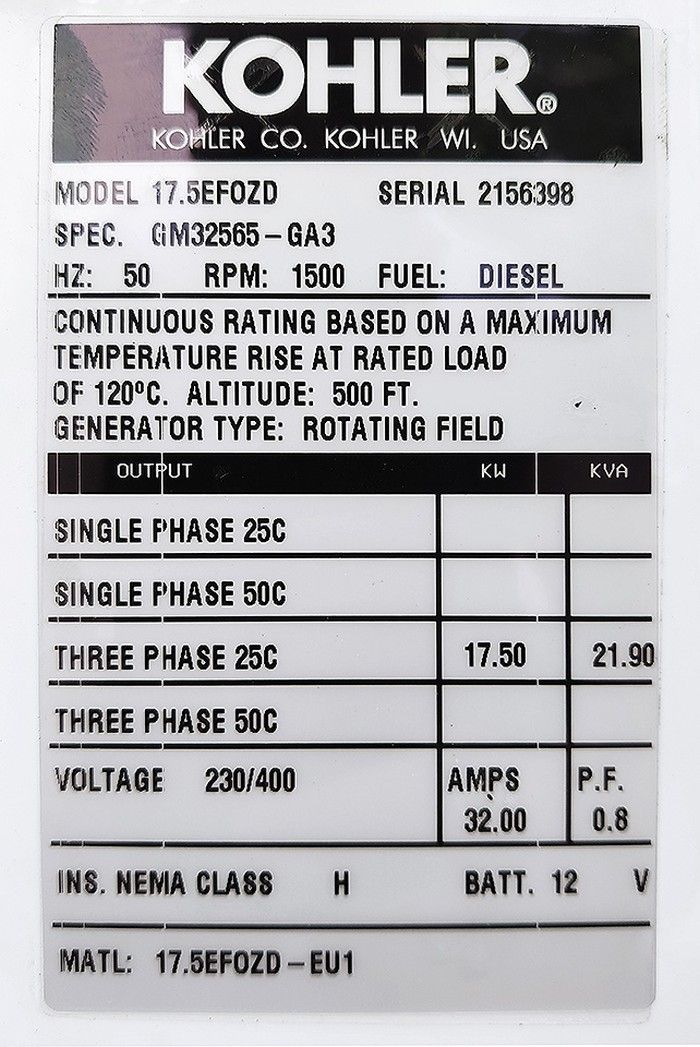 KOHLER®
KOHLER CO. KOHLER WI. USA
MODEL 17.5EFOZD SERIAL 2156398
SPEC. GM32565-GA3
HZ: 50 RPM: 1500 FUEL: DIESEL
CONTINUOUS RATING BASED ON A MAXIMUM
TEMPERATURE RISE AT RATED LOAD
OF 120ºC. ALTITUDE: 500 FT.
GENERATOR TYPE: ROTATING FIELD
OUTPUT KW KVA
SINGLE PHASE 25C
SINGLE PHASE 50C
THREE PHASE 25C 17.50 21.90
THREE PHASE 50C
VOLTAGE 230/400 AMPS P.F.
32.00 0.8
INS. NEMA CLASS H BATT. 12 V
MATL: 17.5EFOZD-EU1